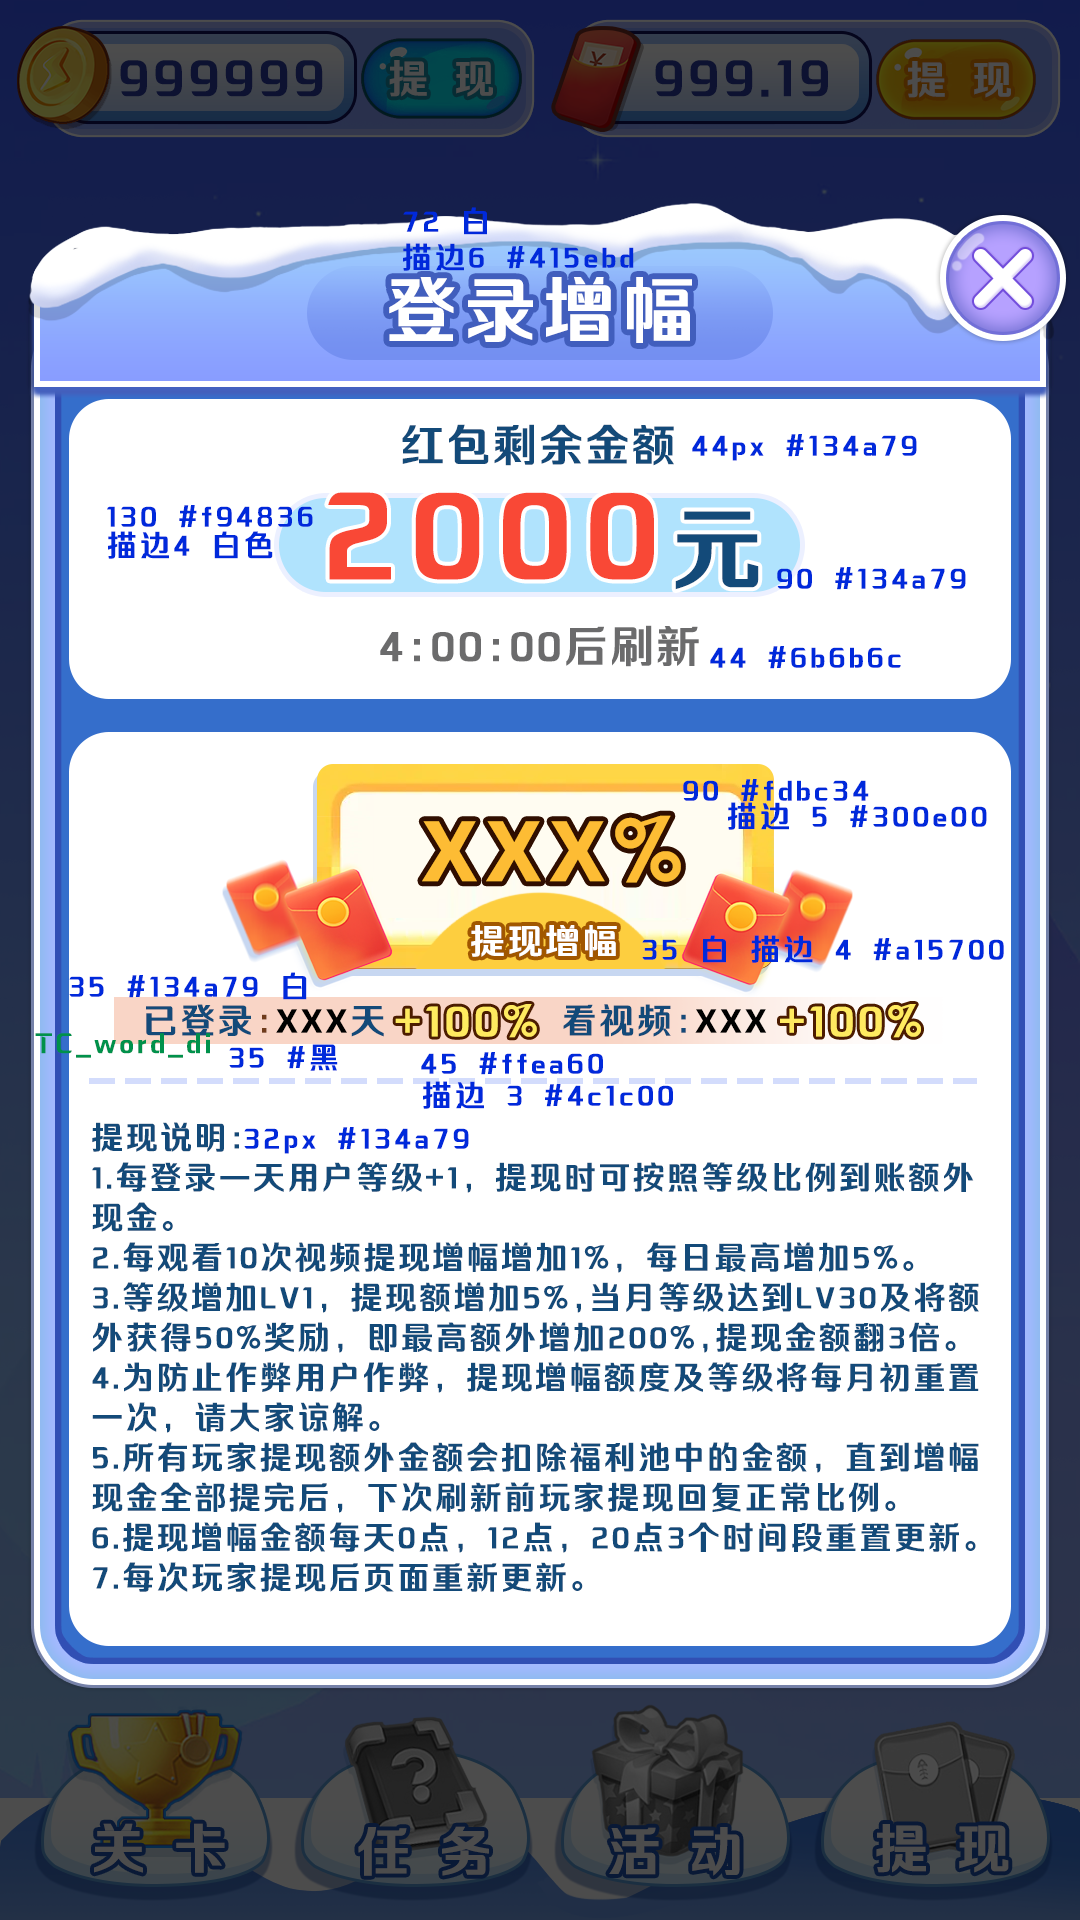 999999 提现 999.19 提现
72 白
描边6 #415ebd
登录增幅
红包剩余金额 44px #134a79
130 #f94836
描边4 白色
2000元
90 #134a79
4:00:00后刷新 44 #6b6b6c
90 #fdbc34
描边 5 #300e00
XXX%
提现增幅 35 白 描边 4 #a15700
35 #134a79 白
已登录:XXX天+100% 看视频:XXX +100%
TC_word_di
35 #黑
45 #ffea60
描边 3 #4c1c00
提现说明:32px #134a79
1.每登录一天用户等级+1，提现时可按照等级比例到账额外
现金。
2.每观看10次视频提现增幅增加1%，每日最高增加5%。
3.等级增加LV1，提现额增加5%,当月等级达到LV30及将额
外获得50%奖励，即最高额外增加200%,提现金额翻3倍。
4.为防止作弊用户作弊，提现增幅额度及等级将每月初重置
一次，请大家谅解。
5.所有玩家提现额外金额会扣除福利池中的金额，直到增幅
现金全部提完后，下次刷新前玩家提现回复正常比例。
6.提现增幅金额每天0点，12点，20点3个时间段重置更新。
7.每次玩家提现后页面重新更新。
关卡 任务 活动 提现